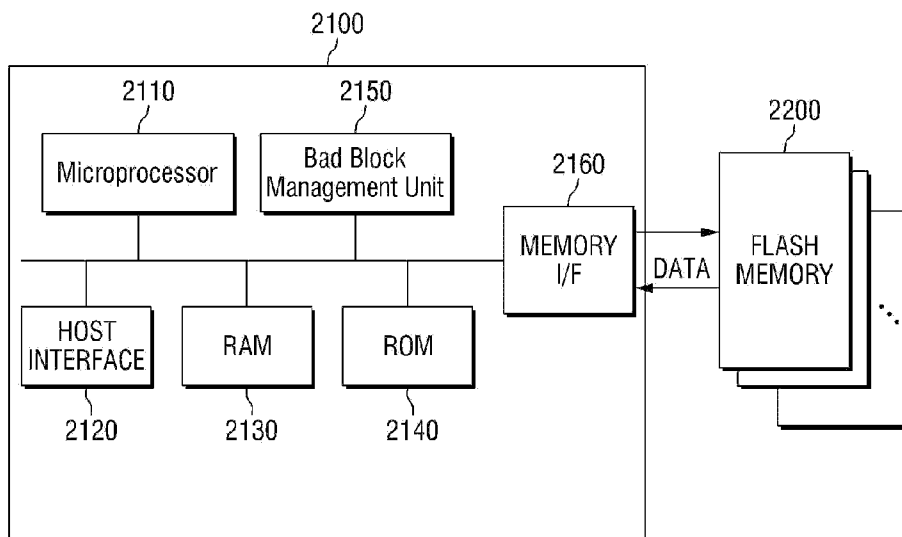 2100
2110
2150
2200
Microprocessor
Bad Block
Management Unit
2160
MEMORY
I/F
DATA
FLASH
MEMORY
HOST
INTERFACE
RAM
ROM
2120
2130
2140